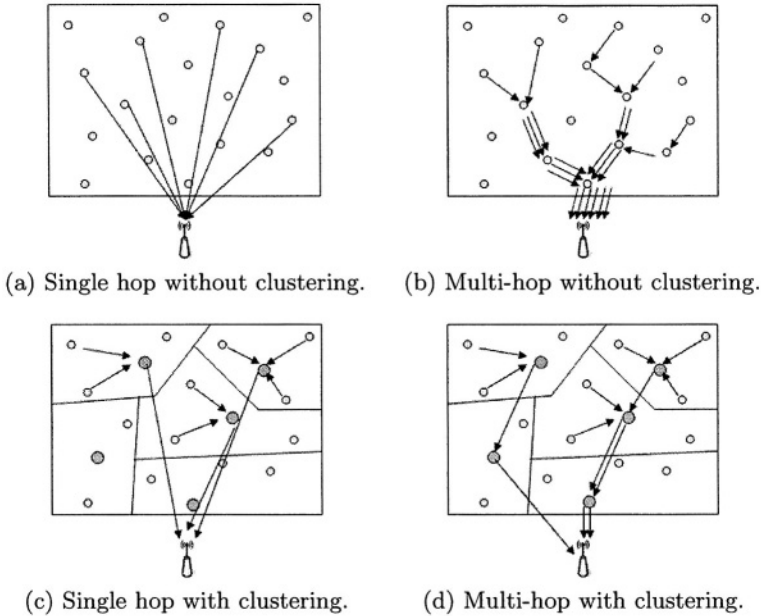 (a) Single hop without clustering.
(b) Multi-hop without clustering.
(c) Single hop with clustering.
(d) Multi-hop with clustering.